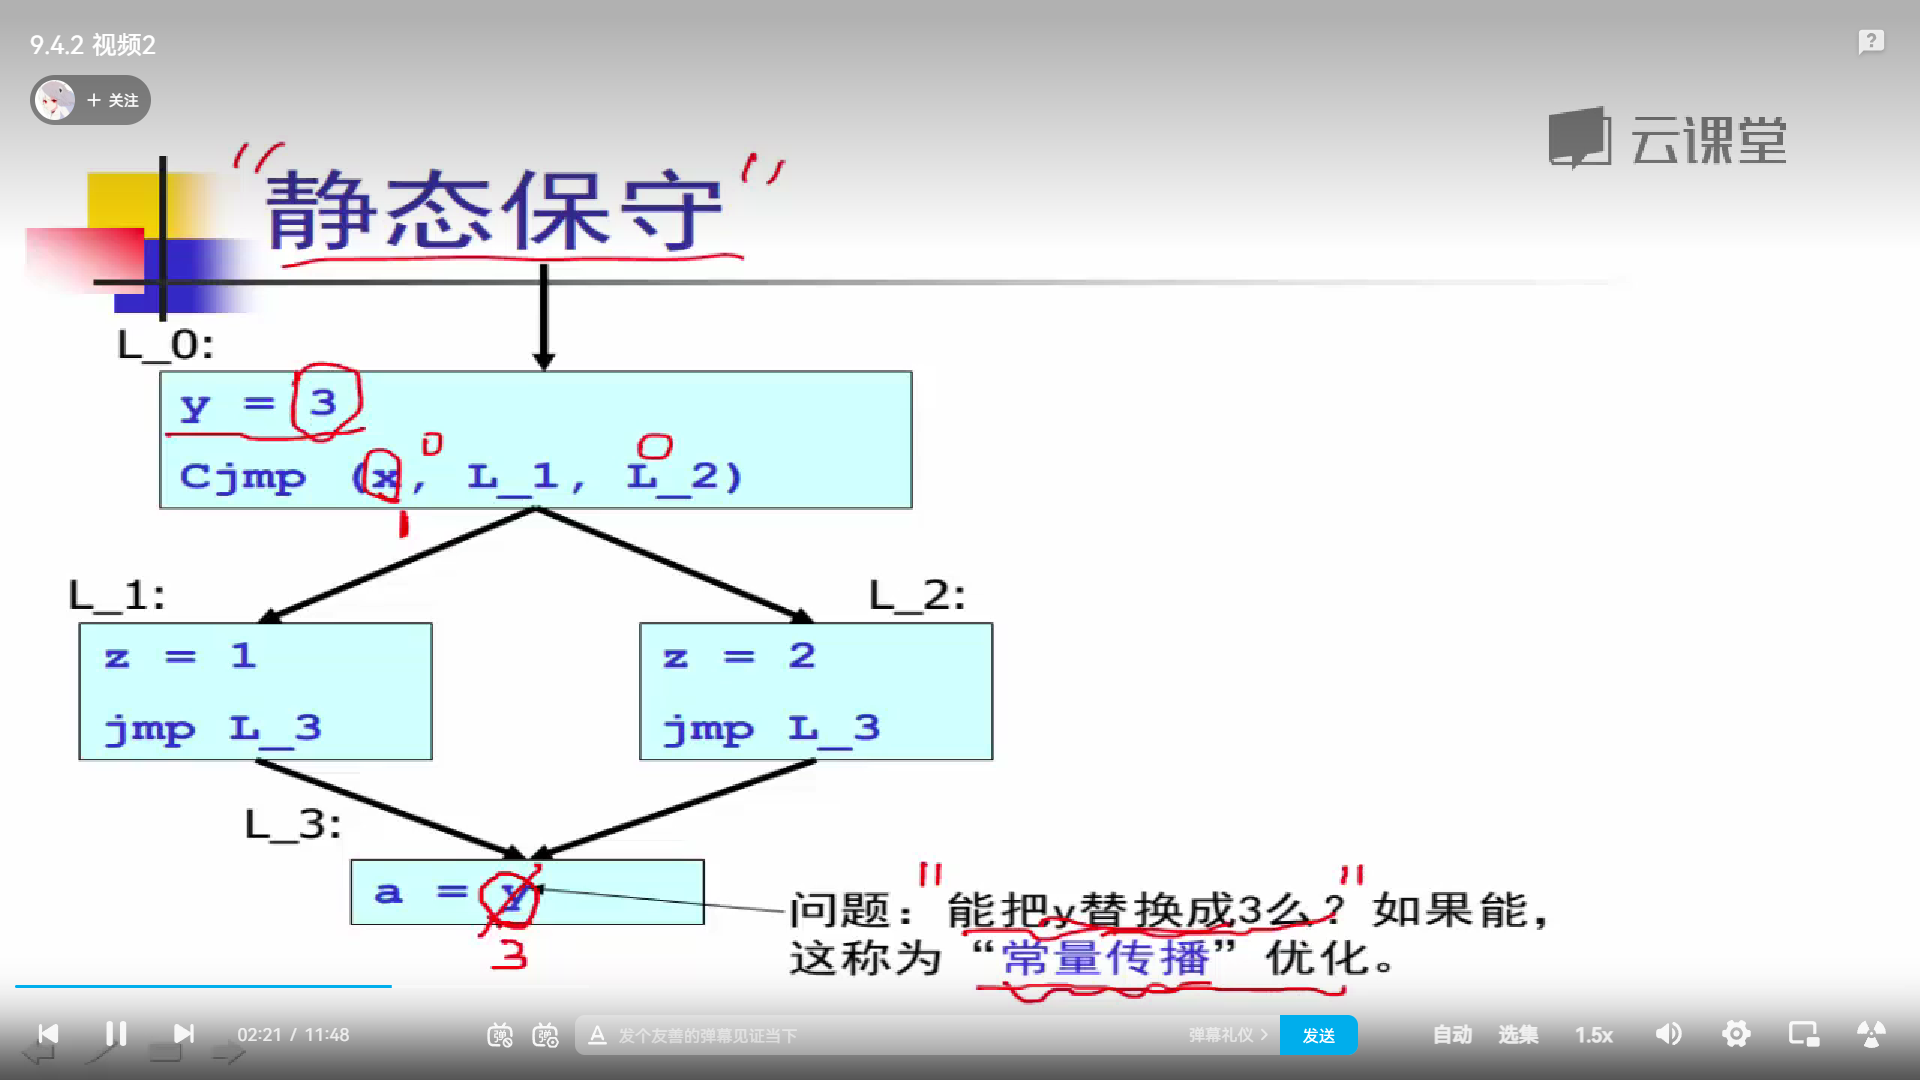 9.4.2 视频2
+ 关注
云课堂
"静态保守"
L_0:
y = 3
0 0
Cjmp (x, L_1, L_2)
1
L_1:
L_2:
z = 1
z = 2
jmp L_3
jmp L_3
L_3:
a = y
3
问题：能把y替换成3么？如果能，
这称为“常量传播”优化。
02:21 / 11:48
弹
弹
A 发个友善的弹幕见证当下
弹幕礼仪 >
发送
自动
选集
1.5x